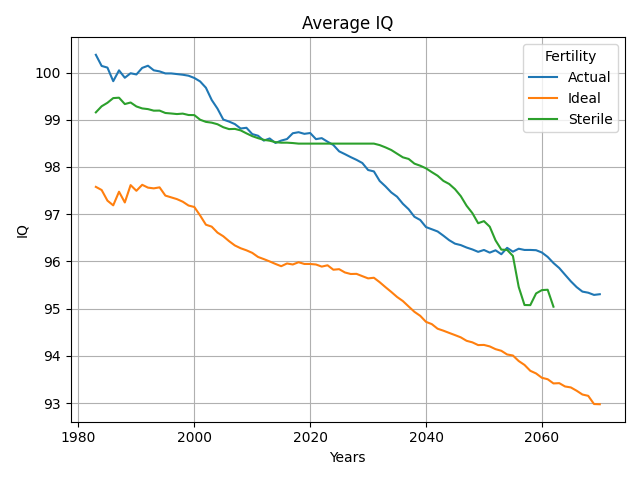 Average IQ
Fertility
Actual
Ideal
Sterile
IQ
100
99
98
97
96
95
94
93
1980
2000
2020
2040
2060
Years